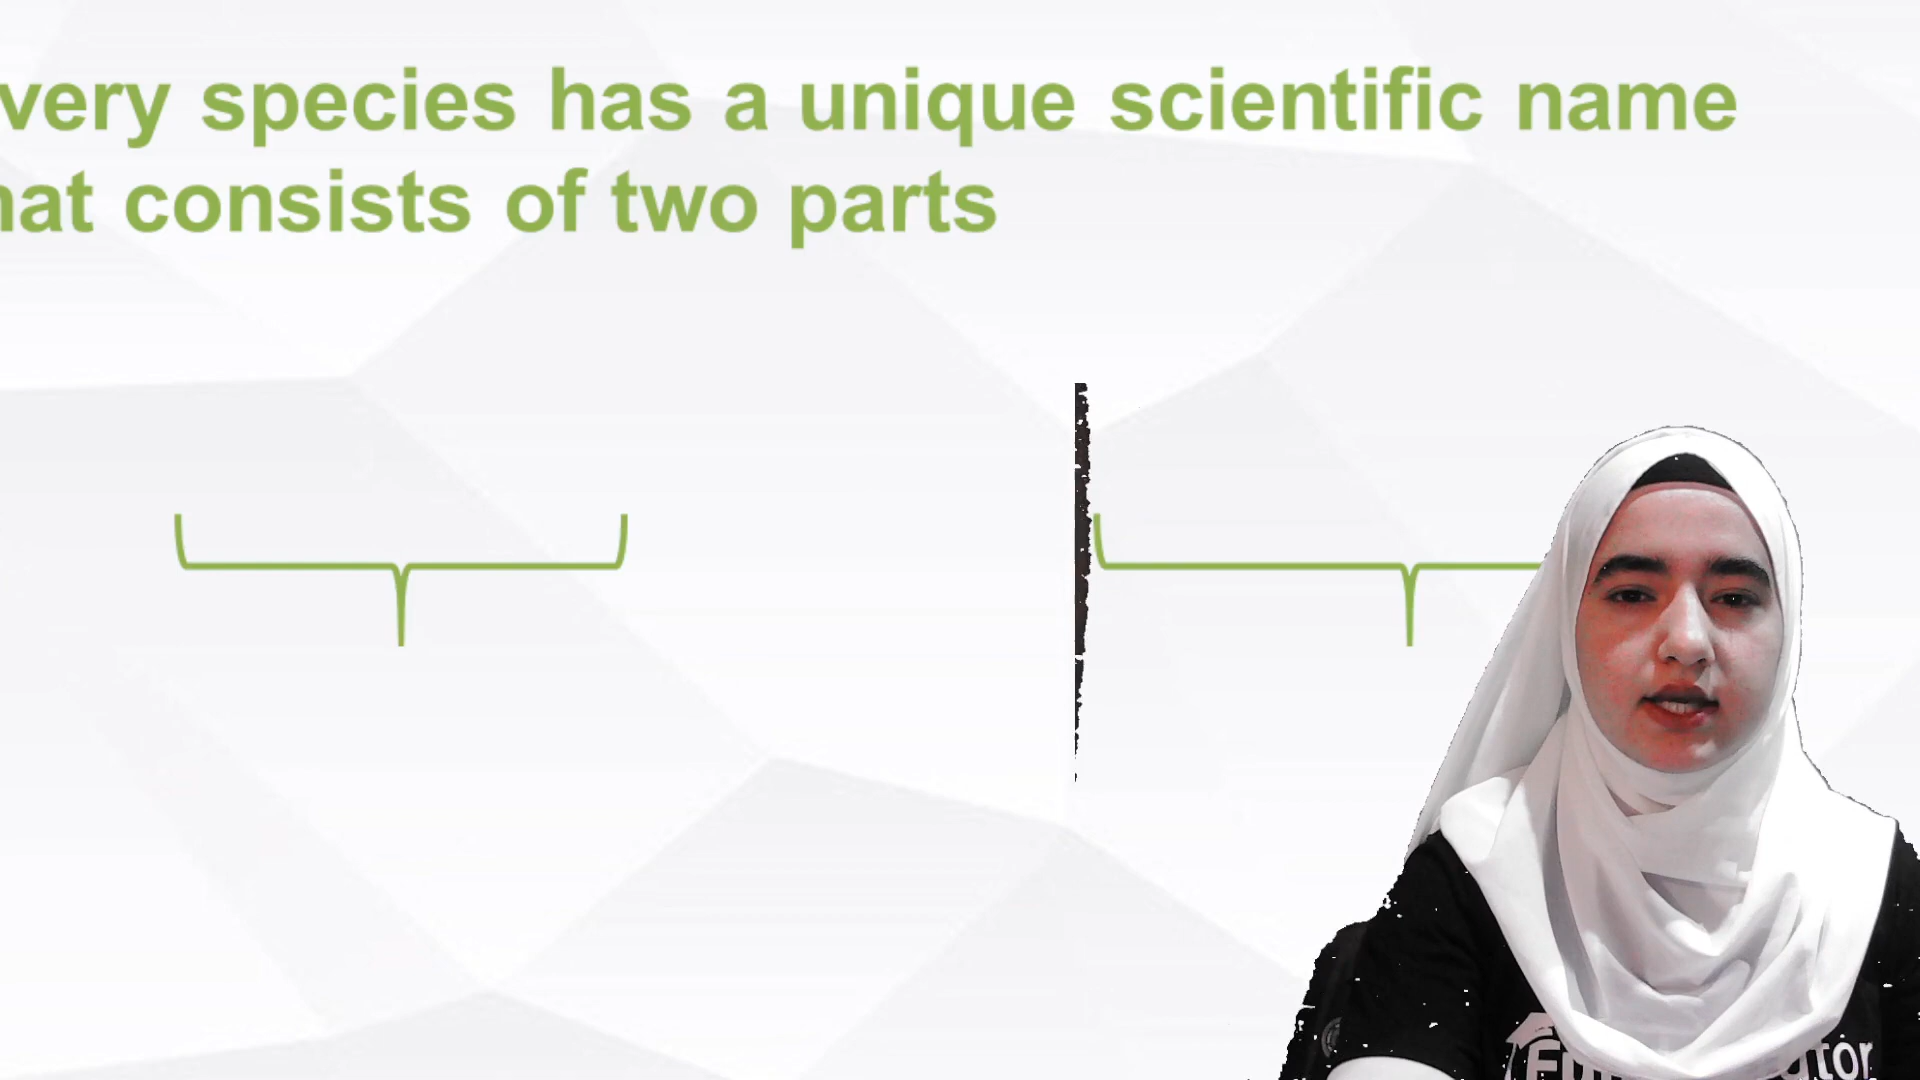 very species has a unique scientific name
hat consists of two parts